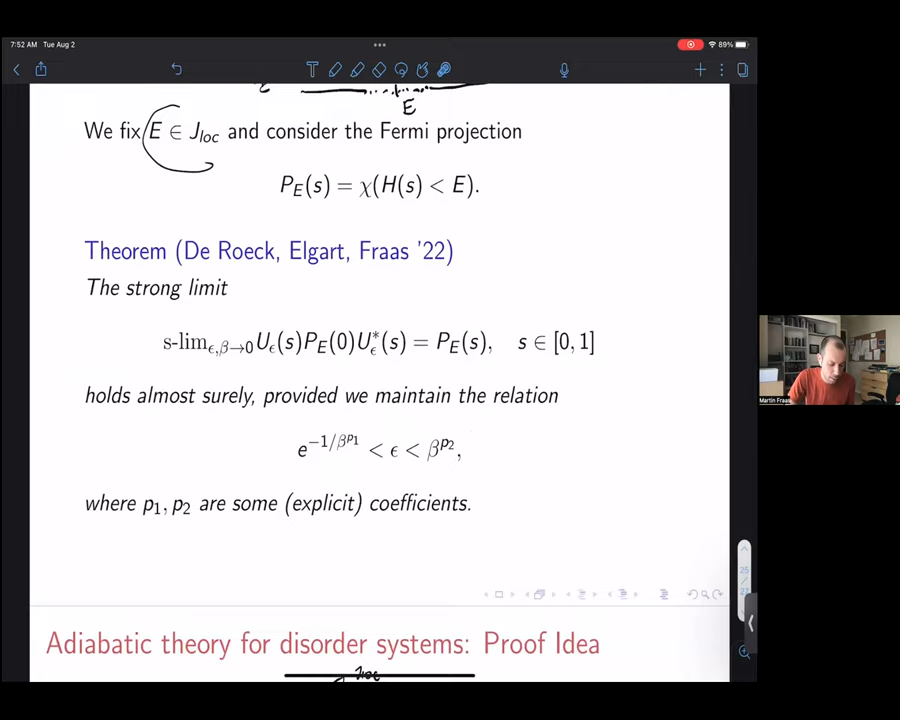 7:52 AM Tue Aug 2
89%
E
We fix E ∈ J_loc and consider the Fermi projection
P_E(s) = χ(H(s) < E).
Theorem (De Roeck, Elgart, Fraas '22)
The strong limit
s-lim_{ϵ,β→0} U_ϵ(s)P_E(0)U_ϵ^*(s) = P_E(s), s ∈ [0, 1]
holds almost surely, provided we maintain the relation
e^{-1/β^{p_1}} < ϵ < β^{p_2},
where p_1, p_2 are some (explicit) coefficients.
Martin Fraas
Adiabatic theory for disorder systems: Proof Idea